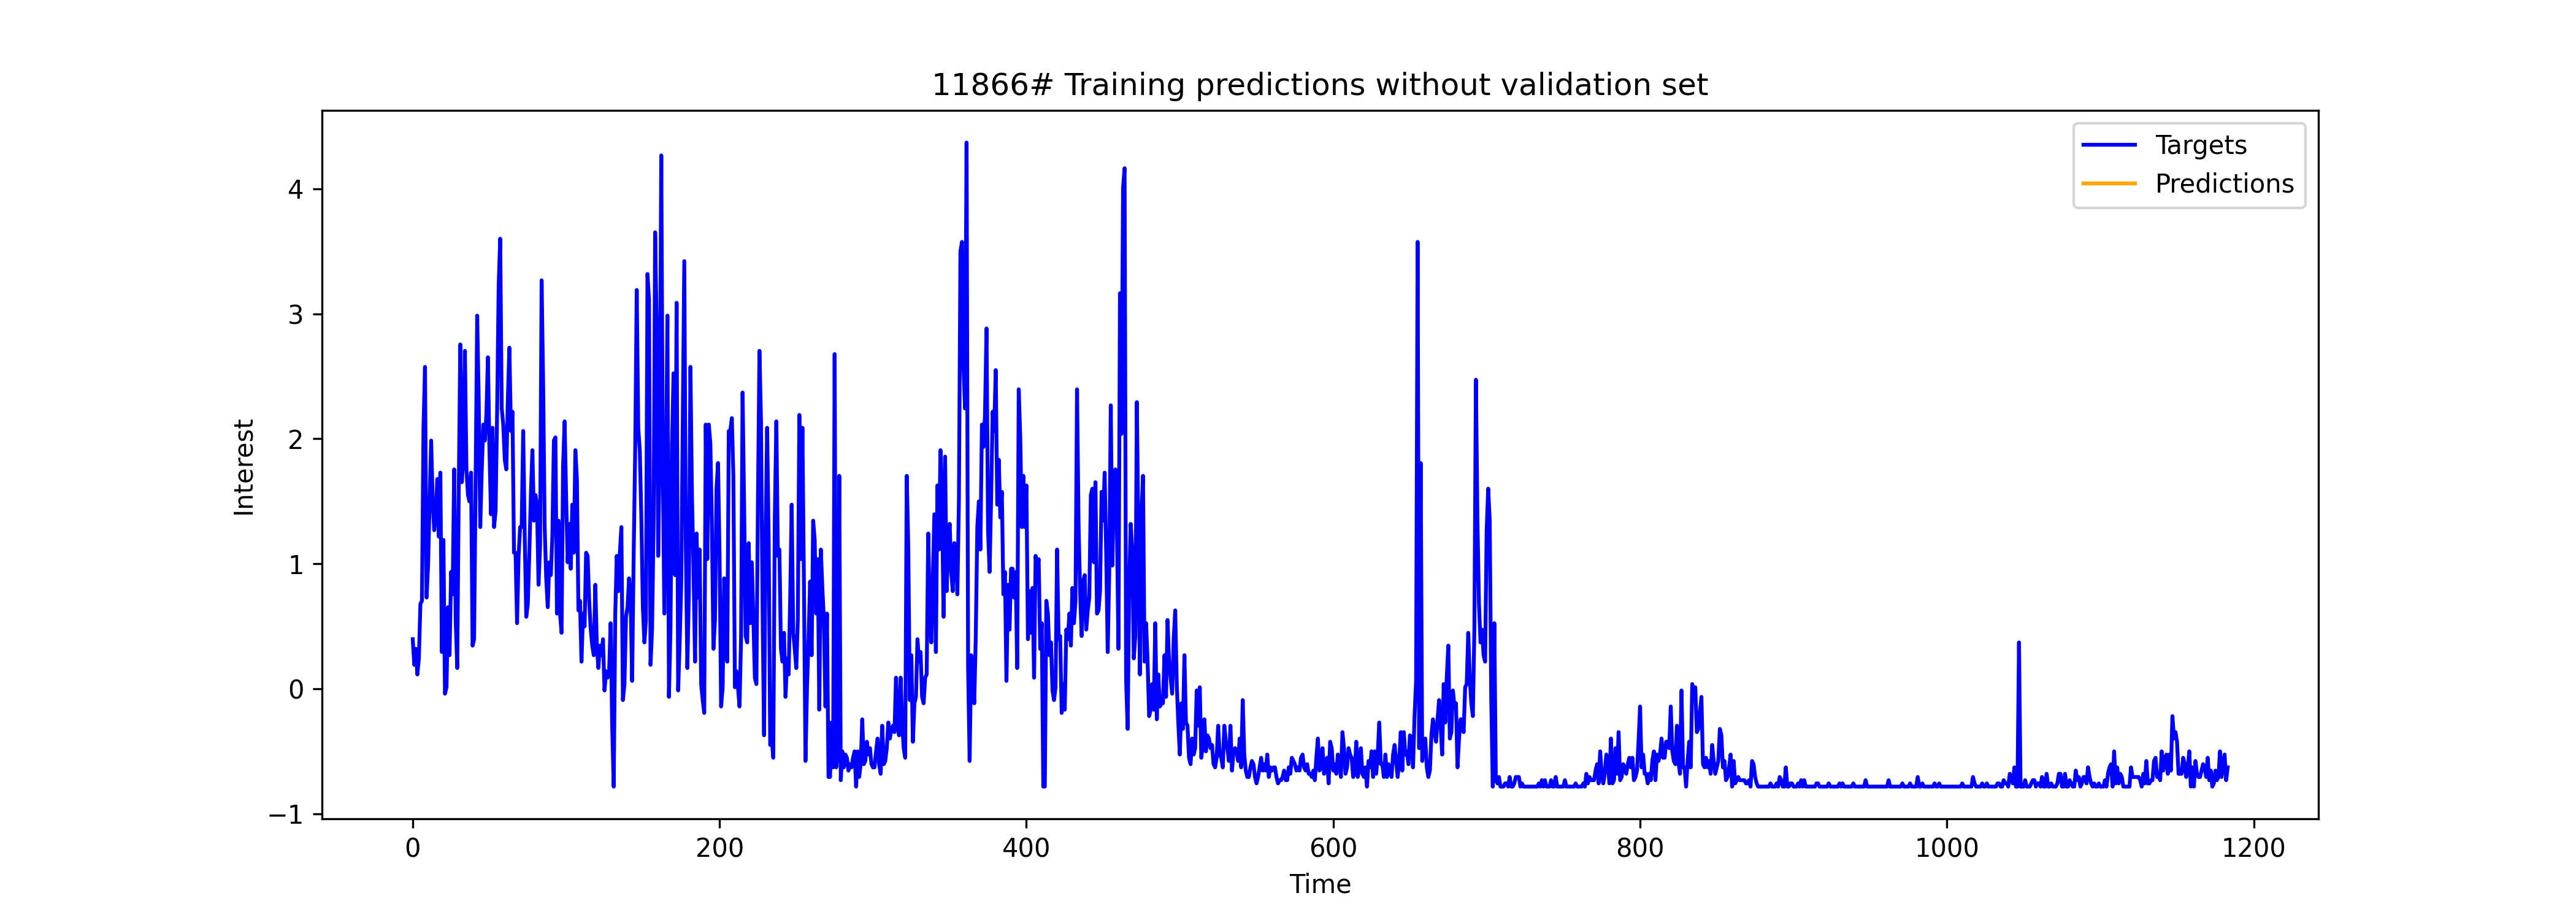 11866# Training predictions without validation set
Targets
Predictions
Interest
4
3
2
1
0
−1
0 200 400 600 800 1000 1200
Time